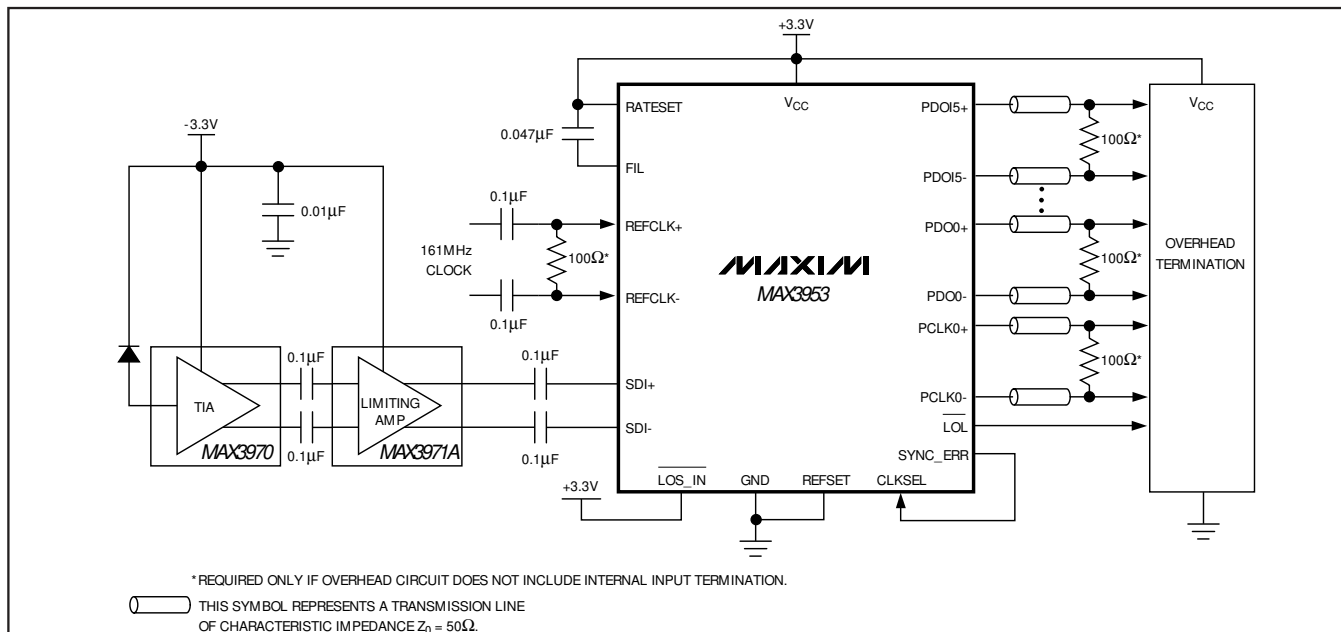 +3.3V
RATESET
VCC
PDOI5+
VCC
-3.3V
0.047µF
100Ω*
FIL
PDOI5-
0.1µF
0.01µF
REFCLK+
PDO0+
161MHz
CLOCK
100Ω*
MAXIM
MAX3953
100Ω*
OVERHEAD
TERMINATION
REFCLK-
PDO0-
0.1µF
PCLK0+
0.1µF
0.1µF
100Ω*
TIA
LIMITING
AMP
SDI+
PCLK0-
SDI-
LOL
MAX3970
0.1µF
MAX3971A
0.1µF
SYNC_ERR
+3.3V
LOS_IN
GND
REFSET
CLKSEL
*REQUIRED ONLY IF OVERHEAD CIRCUIT DOES NOT INCLUDE INTERNAL INPUT TERMINATION.
THIS SYMBOL REPRESENTS A TRANSMISSION LINE
OF CHARACTERISTIC IMPEDANCE Z0 = 50Ω.